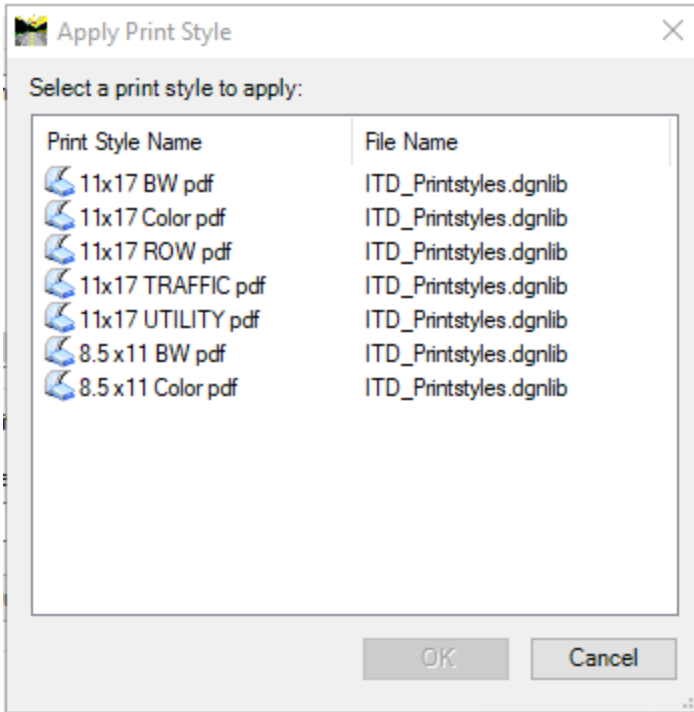 Apply Print Style
Select a print style to apply:
Print Style Name File Name
11x17 BW pdf ITD_Printstyles.dgnlib
11x17 Color pdf ITD_Printstyles.dgnlib
11x17 ROW pdf ITD_Printstyles.dgnlib
11x17 TRAFFIC pdf ITD_Printstyles.dgnlib
11x17 UTILITY pdf ITD_Printstyles.dgnlib
8.5 x11 BW pdf ITD_Printstyles.dgnlib
8.5 x11 Color pdf ITD_Printstyles.dgnlib
OK Cancel